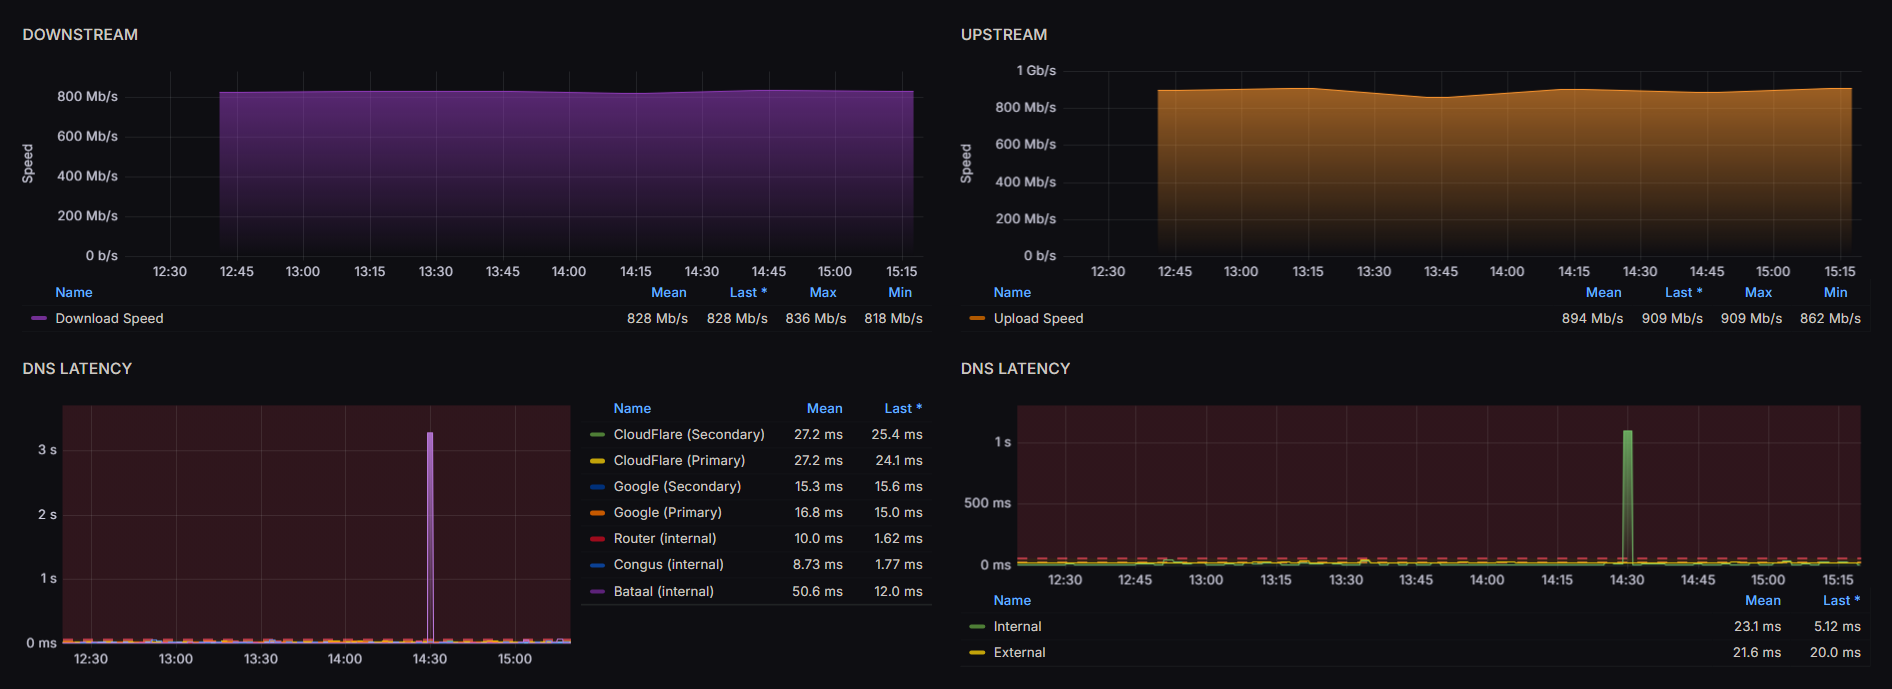 DOWNSTREAM
800 Mb/s
600 Mb/s
400 Mb/s
200 Mb/s
0 b/s
Speed
12:30 12:45 13:00 13:15 13:30 13:45 14:00 14:15 14:30 14:45 15:00 15:15
Name Mean Last * Max Min
Download Speed 828 Mb/s 828 Mb/s 836 Mb/s 818 Mb/s
UPSTREAM
1 Gb/s
800 Mb/s
600 Mb/s
400 Mb/s
200 Mb/s
0 b/s
Speed
12:30 12:45 13:00 13:15 13:30 13:45 14:00 14:15 14:30 14:45 15:00 15:15
Name Mean Last * Max Min
Upload Speed 894 Mb/s 909 Mb/s 909 Mb/s 862 Mb/s
DNS LATENCY
3 s
2 s
1 s
0 ms
12:30 13:00 13:30 14:00 14:30 15:00
Name Mean Last *
CloudFlare (Secondary) 27.2 ms 25.4 ms
CloudFlare (Primary) 27.2 ms 24.1 ms
Google (Secondary) 15.3 ms 15.6 ms
Google (Primary) 16.8 ms 15.0 ms
Router (internal) 10.0 ms 1.62 ms
Congus (internal) 8.73 ms 1.77 ms
Bataal (internal) 50.6 ms 12.0 ms
DNS LATENCY
1 s
500 ms
0 ms
12:30 12:45 13:00 13:15 13:30 13:45 14:00 14:15 14:30 14:45 15:00 15:15
Name Mean Last *
Internal 23.1 ms 5.12 ms
External 21.6 ms 20.0 ms